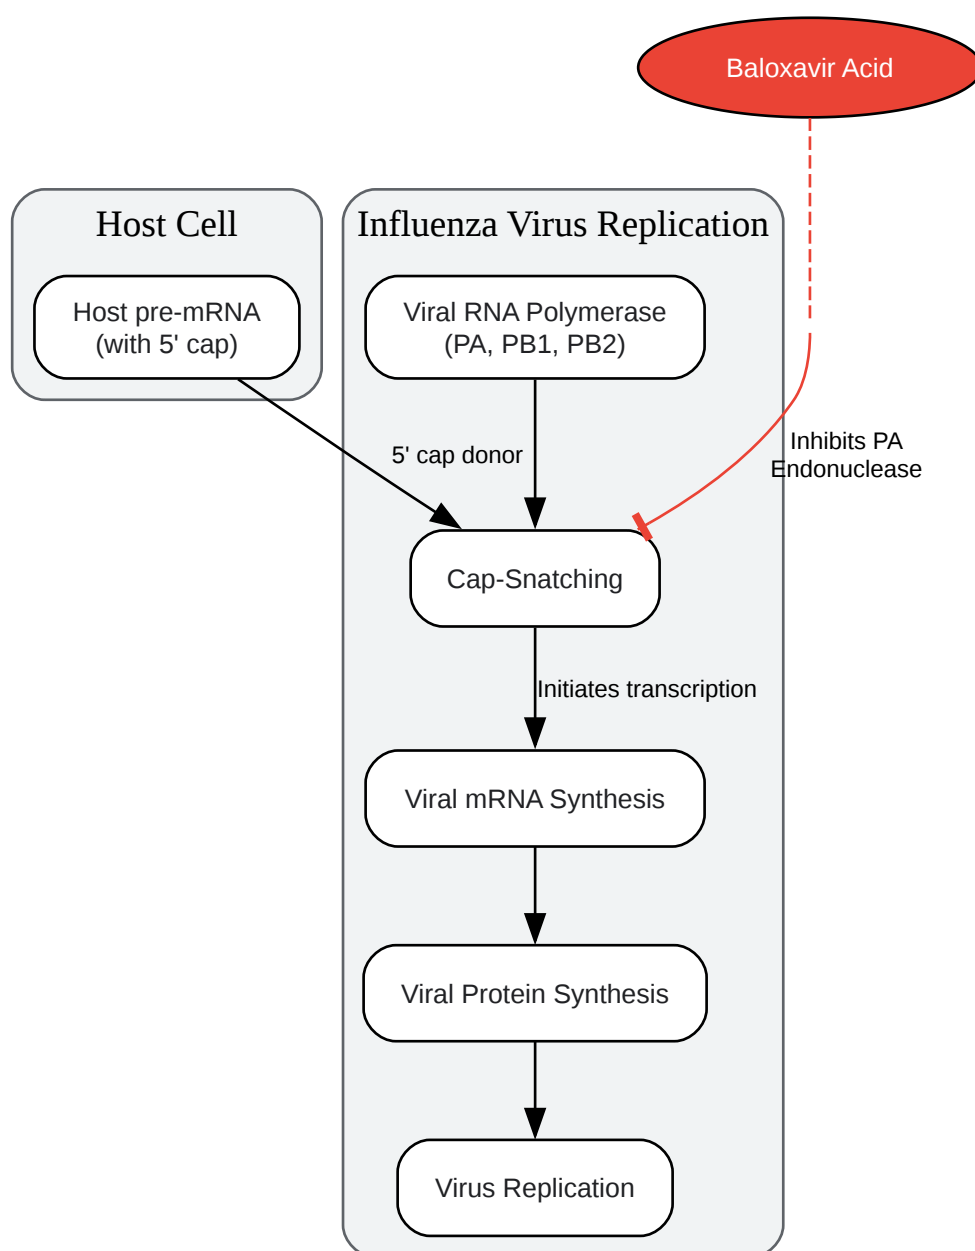 Baloxavir Acid
Host Cell
Influenza Virus Replication
Host pre-mRNA
(with 5' cap)
Viral RNA Polymerase
(PA, PB1, PB2)
5' cap donor
Inhibits PA
Endonuclease
Cap-Snatching
Initiates transcription
Viral mRNA Synthesis
Viral Protein Synthesis
Virus Replication